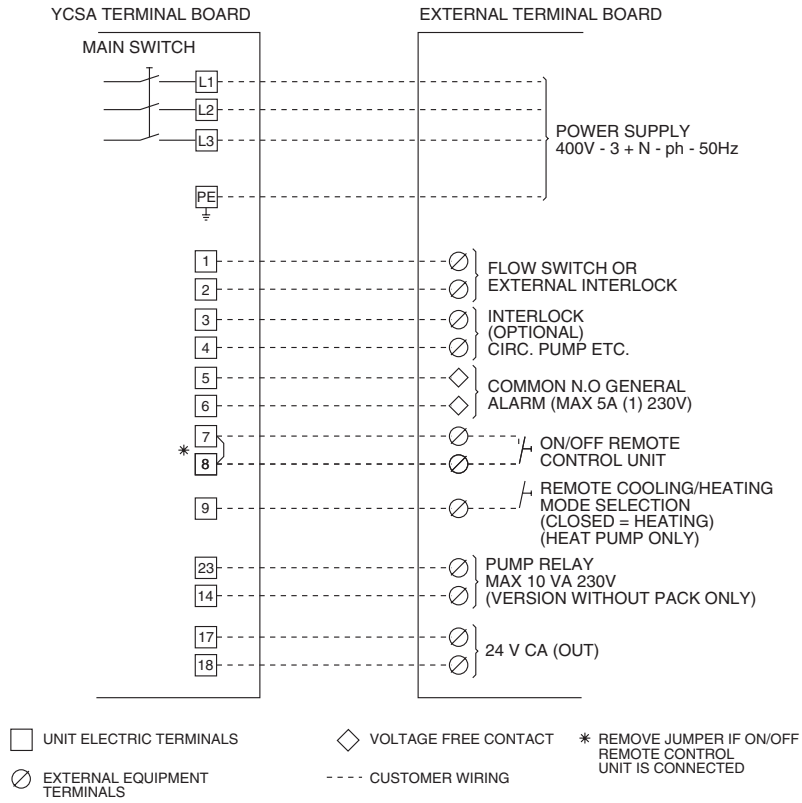 YCSA TERMINAL BOARD
EXTERNAL TERMINAL BOARD
MAIN SWITCH
L1
L2
L3
POWER SUPPLY
400V - 3 + N - ph - 50Hz
PE
1
2
FLOW SWITCH OR
EXTERNAL INTERLOCK
3
4
INTERLOCK
(OPTIONAL)
CIRC. PUMP ETC.
5
6
COMMON N.O GENERAL
ALARM (MAX 5A (1) 230V)
7
*
8
ON/OFF REMOTE
CONTROL UNIT
9
REMOTE COOLING/HEATING
MODE SELECTION
(CLOSED = HEATING)
(HEAT PUMP ONLY)
23
14
PUMP RELAY
MAX 10 VA 230V
(VERSION WITHOUT PACK ONLY)
17
18
24 V CA (OUT)
UNIT ELECTRIC TERMINALS
VOLTAGE FREE CONTACT
* REMOVE JUMPER IF ON/OFF
REMOTE CONTROL
UNIT IS CONNECTED
EXTERNAL EQUIPMENT
TERMINALS
CUSTOMER WIRING